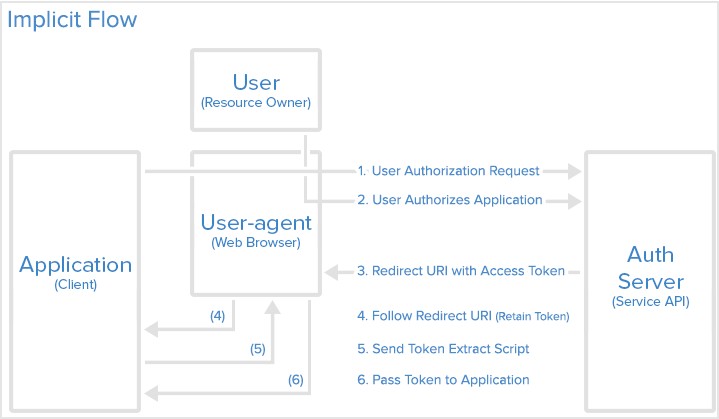 Implicit Flow
User
(Resource Owner)
1. User Authorization Request
2. User Authorizes Application
User-agent
(Web Browser)
Application
(Client)
Auth
Server
(Service API)
3. Redirect URI with Access Token
(4)
4. Follow Redirect URI (Retain Token)
(5)
5. Send Token Extract Script
(6)
6. Pass Token to Application